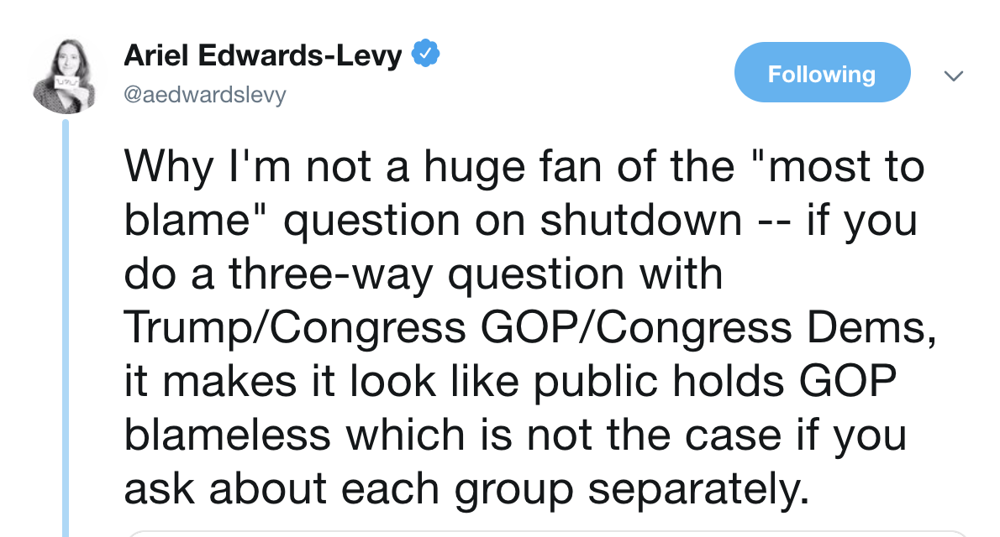 Ariel Edwards-Levy
@aedwardslevy
Following
Why I'm not a huge fan of the "most to
blame" question on shutdown -- if you
do a three-way question with
Trump/Congress GOP/Congress Dems,
it makes it look like public holds GOP
blameless which is not the case if you
ask about each group separately.